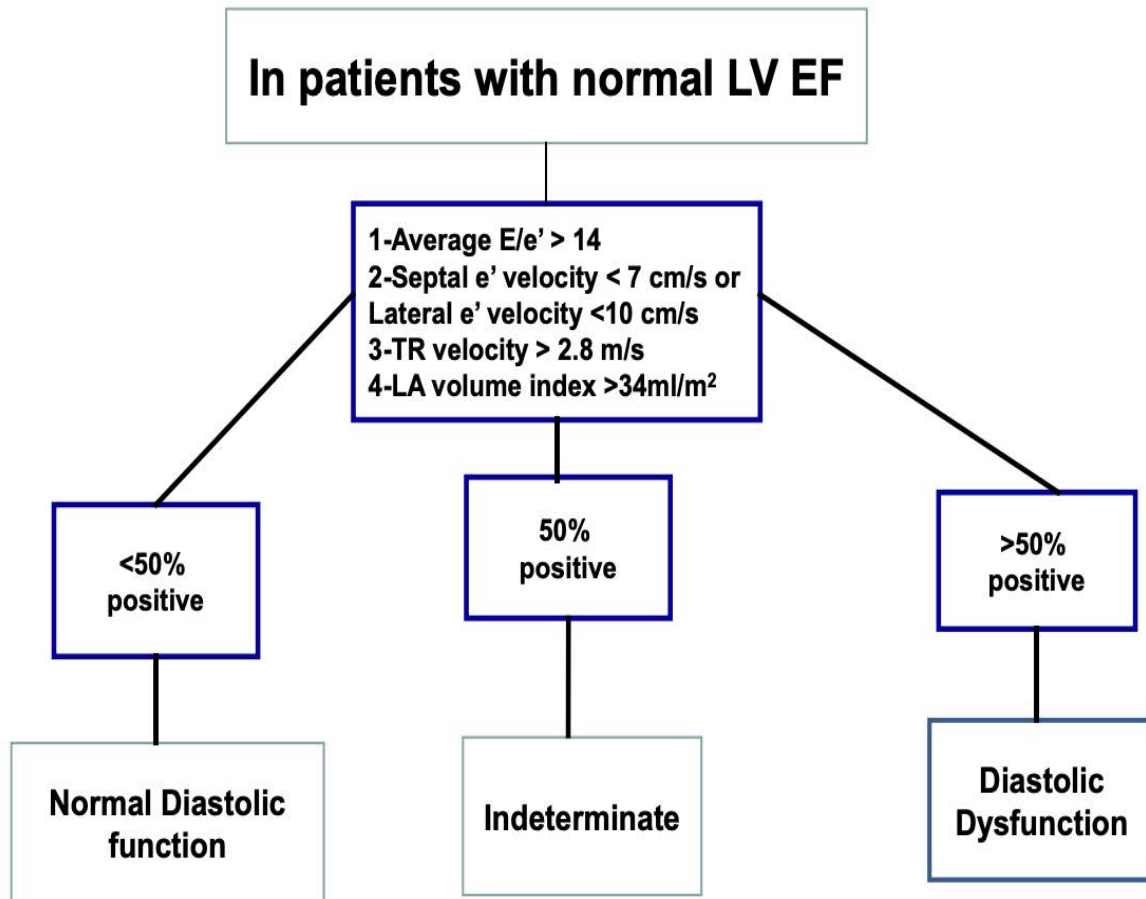 In patients with normal LV EF
1-Average E/e’ > 14
2-Septal e’ velocity < 7 cm/s or
Lateral e’ velocity <10 cm/s
3-TR velocity > 2.8 m/s
4-LA volume index >34ml/m²
<50%
positive
50%
positive
>50%
positive
Normal Diastolic
function
Indeterminate
Diastolic
Dysfunction